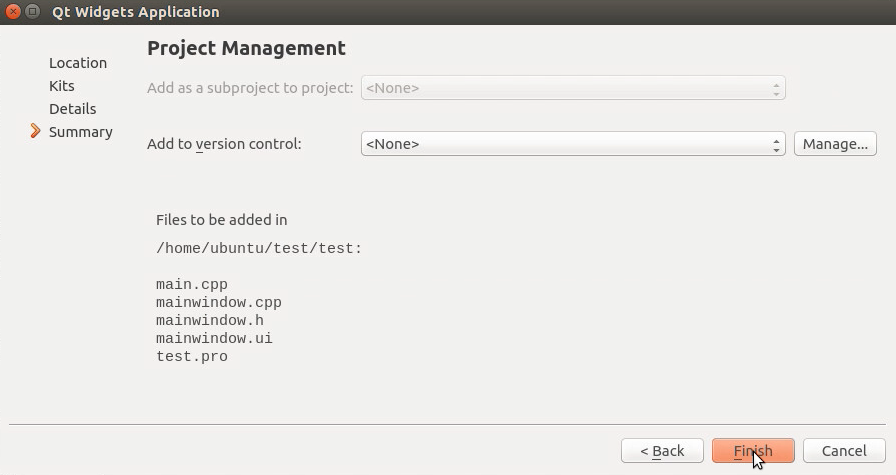 Qt Widgets Application
Location
Kits
Details
Summary
Project Management
Add as a subproject to project: <None>
Add to version control: <None> Manage...
Files to be added in
/home/ubuntu/test/test:
main.cpp
mainwindow.cpp
mainwindow.h
mainwindow.ui
test.pro
< Back Finish Cancel